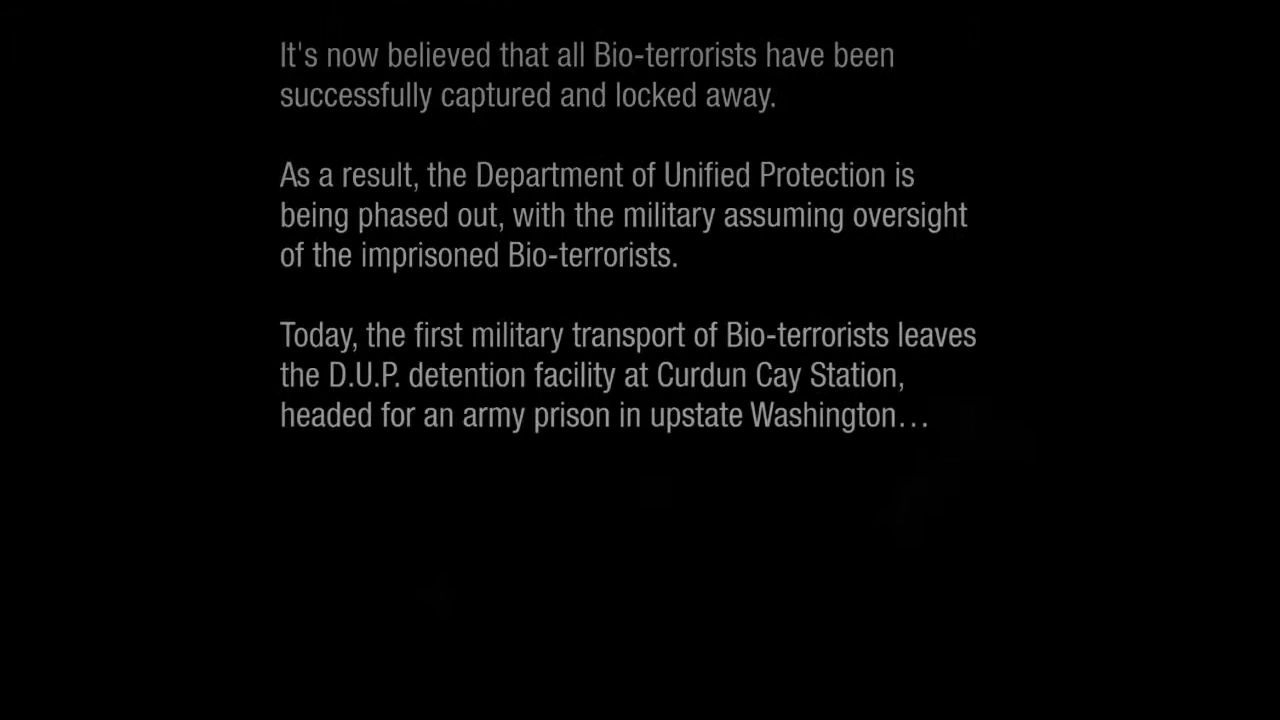 It's now believed that all Bio-terrorists have been
successfully captured and locked away.
As a result, the Department of Unified Protection is
being phased out, with the military assuming oversight
of the imprisoned Bio-terrorists.
Today, the first military transport of Bio-terrorists leaves
the D.U.P. detention facility at Curdun Cay Station,
headed for an army prison in upstate Washington…